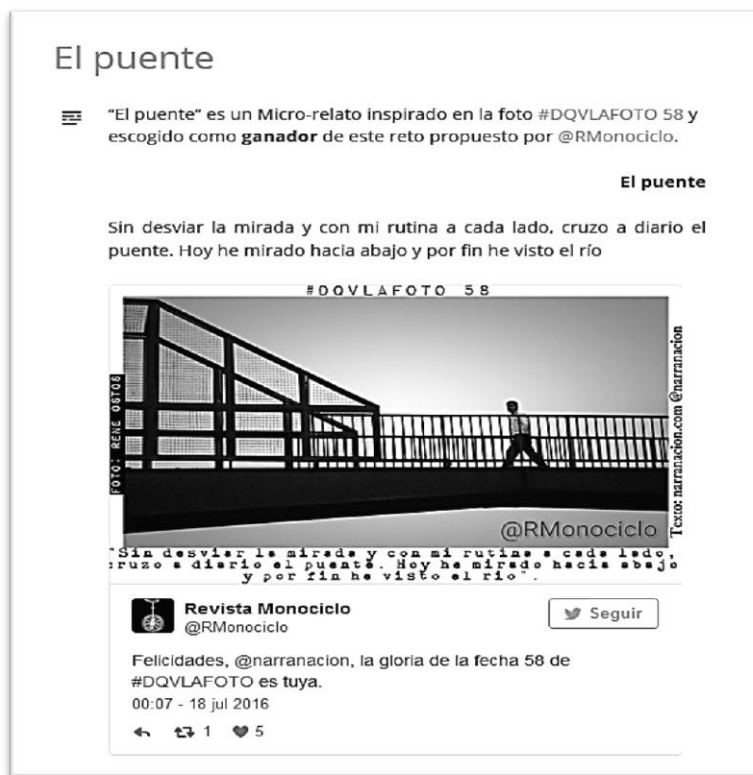 El puente
“El puente” es un Micro-relato inspirado en la foto #DQVLAFOTO 58 y
escogido como ganador de este reto propuesto por @RMonociclo.
El puente
Sin desviar la mirada y con mi rutina a cada lado, cruzo a diario el
puente. Hoy he mirado hacia abajo y por fin he visto el río
#DQVLAFOTO 58
FOTO: RENE OSTOS
Texto: narranacion.com @narranacion
@RMonociclo
"Sin desviar la mirada y con mi rutina a cada lado,
cruzo a diario el puente. Hoy he mirado hacia abajo
y por fin he visto el río".
Revista Monociclo
@RMonociclo
Seguir
Felicidades, @narranacion, la gloria de la fecha 58 de
#DQVLAFOTO es tuya.
00:07 - 18 jul 2016
1 5